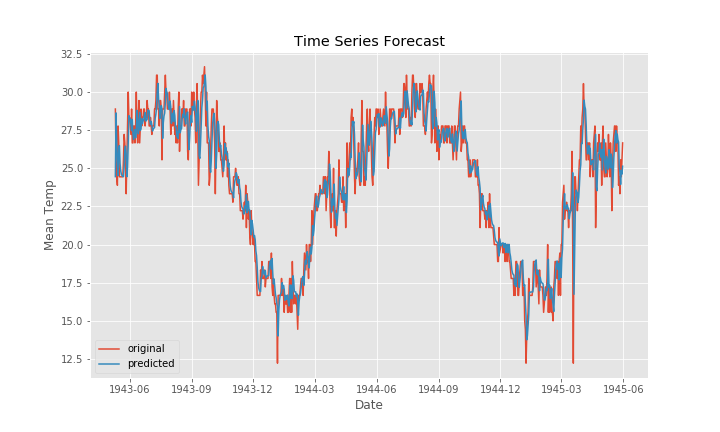 Time Series Forecast
32.5
30.0
27.5
25.0
22.5
20.0
17.5
15.0
12.5
Mean Temp
original
predicted
1943-06 1943-09 1943-12 1944-03 1944-06 1944-09 1944-12 1945-03 1945-06
Date